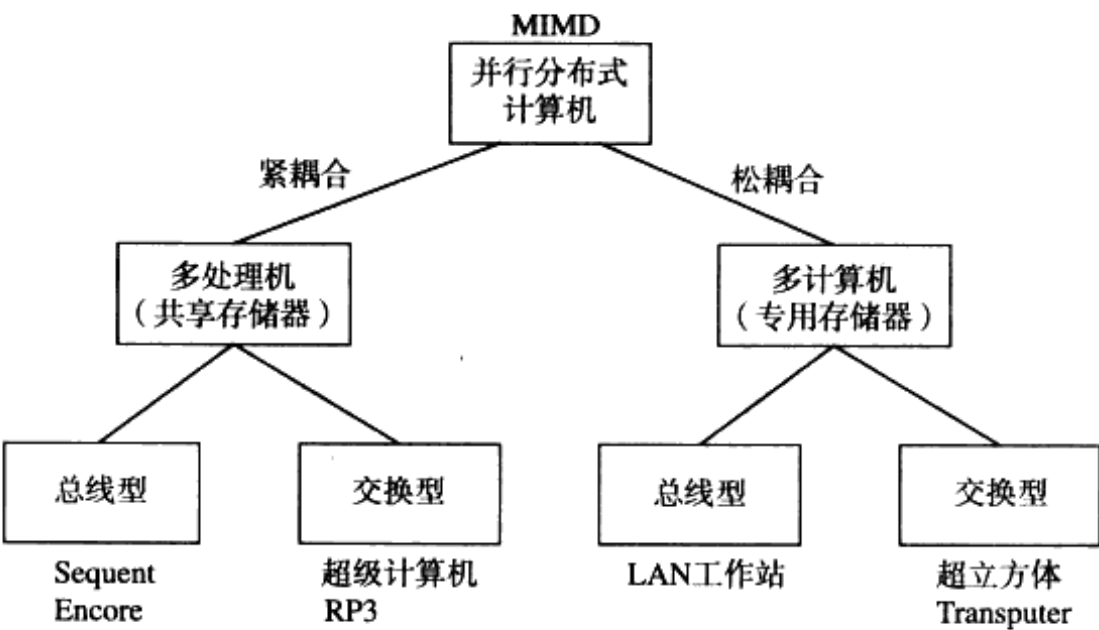 MIMD
并行分布式
计算机
紧耦合
松耦合
多处理机
（共享存储器）
多计算机
（专用存储器）
总线型
交换型
总线型
交换型
Sequent
Encore
超级计算机
RP3
LAN工作站
超立方体
Transputer